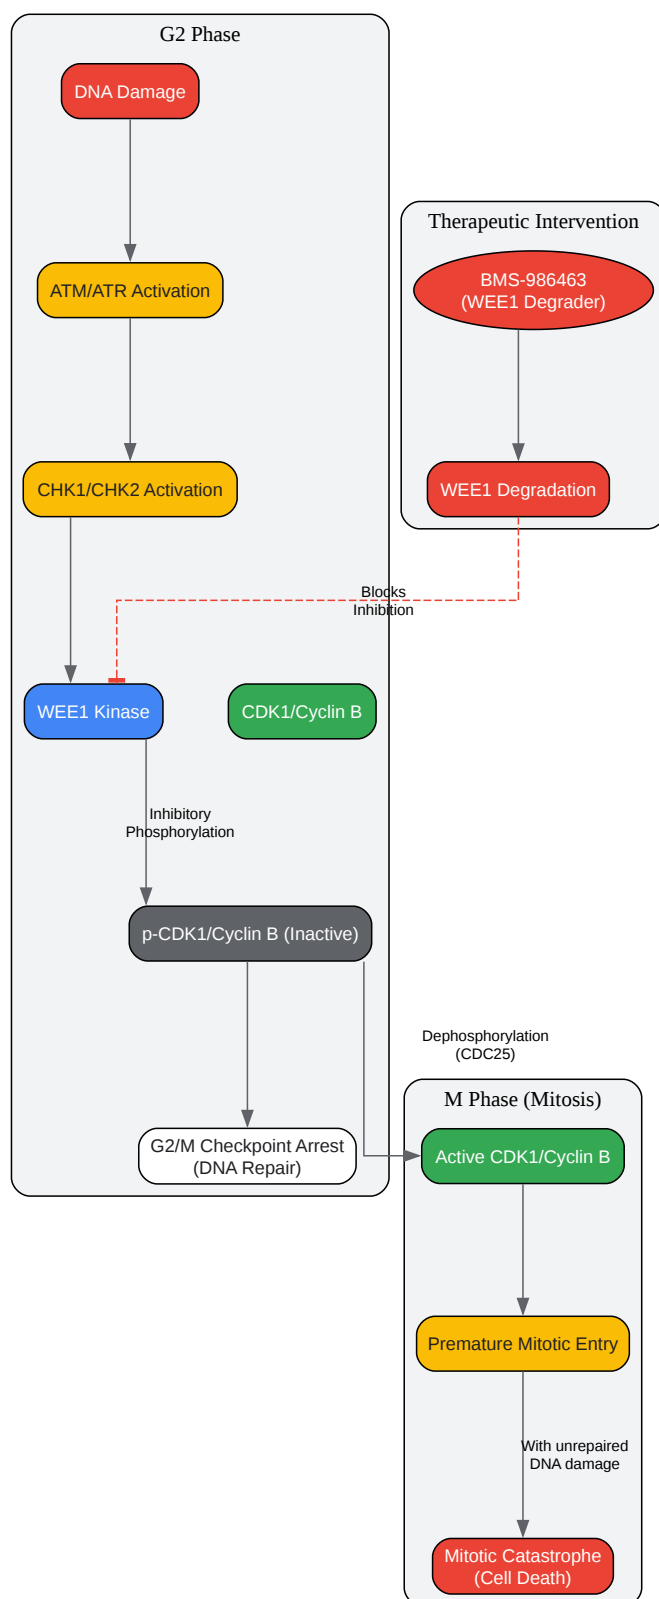 G2 Phase
DNA Damage
ATM/ATR Activation
CHK1/CHK2 Activation
Therapeutic Intervention
BMS-986463
(WEE1 Degrader)
WEE1 Degradation
Blocks
Inhibition
WEE1 Kinase
CDK1/Cyclin B
Inhibitory
Phosphorylation
p-CDK1/Cyclin B (Inactive)
G2/M Checkpoint Arrest
(DNA Repair)
Dephosphorylation
(CDC25)
M Phase (Mitosis)
Active CDK1/Cyclin B
Premature Mitotic Entry
With unrepaired
DNA damage
Mitotic Catastrophe
(Cell Death)